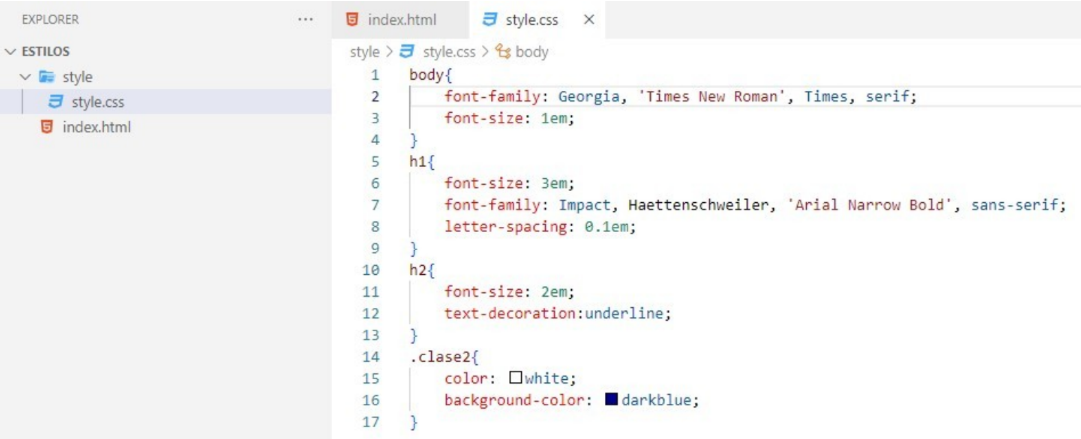 EXPLORER ...
ESTILOS
style
style.css
index.html
index.html style.css ×
style > style.css > body
1 body{
2 font-family: Georgia, 'Times New Roman', Times, serif;
3 font-size: 1em;
4 }
5 h1{
6 font-size: 3em;
7 font-family: Impact, Haettenschweiler, 'Arial Narrow Bold', sans-serif;
8 letter-spacing: 0.1em;
9 }
10 h2{
11 font-size: 2em;
12 text-decoration:underline;
13 }
14 .clase2{
15 color: white;
16 background-color: darkblue;
17 }